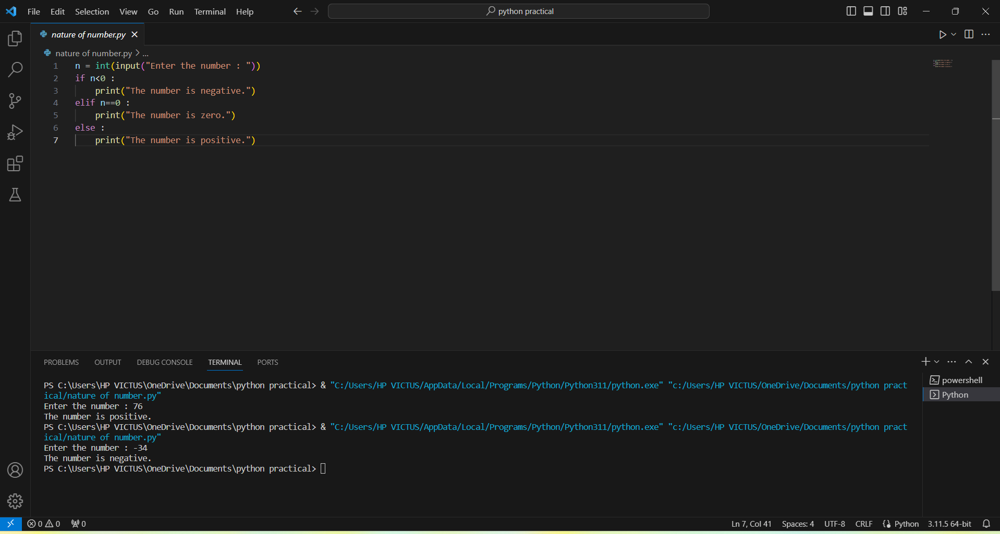 File Edit Selection View Go Run Terminal Help
python practical
nature of number.py
nature of number.py > ...
1 n = int(input("Enter the number : "))
2 if n<0 :
3 print("The number is negative.")
4 elif n==0 :
5 print("The number is zero.")
6 else :
7 print("The number is positive.")
PROBLEMS OUTPUT DEBUG CONSOLE TERMINAL PORTS
PS C:\Users\HP VICTUS\OneDrive\Documents\python practical> & "C:/Users/HP VICTUS/AppData/Local/Programs/Python/Python311/python.exe" "c:/Users/HP VICTUS/OneDrive/Documents/python pract
ical/nature of number.py"
Enter the number : 76
The number is positive.
PS C:\Users\HP VICTUS\OneDrive\Documents\python practical> & "C:/Users/HP VICTUS/AppData/Local/Programs/Python/Python311/python.exe" "c:/Users/HP VICTUS/OneDrive/Documents/python pract
ical/nature of number.py"
Enter the number : -34
The number is negative.
PS C:\Users\HP VICTUS\OneDrive\Documents\python practical>
powershell
Python
0 0 0
Ln 7, Col 41 Spaces: 4 UTF-8 CRLF Python 3.11.5 64-bit